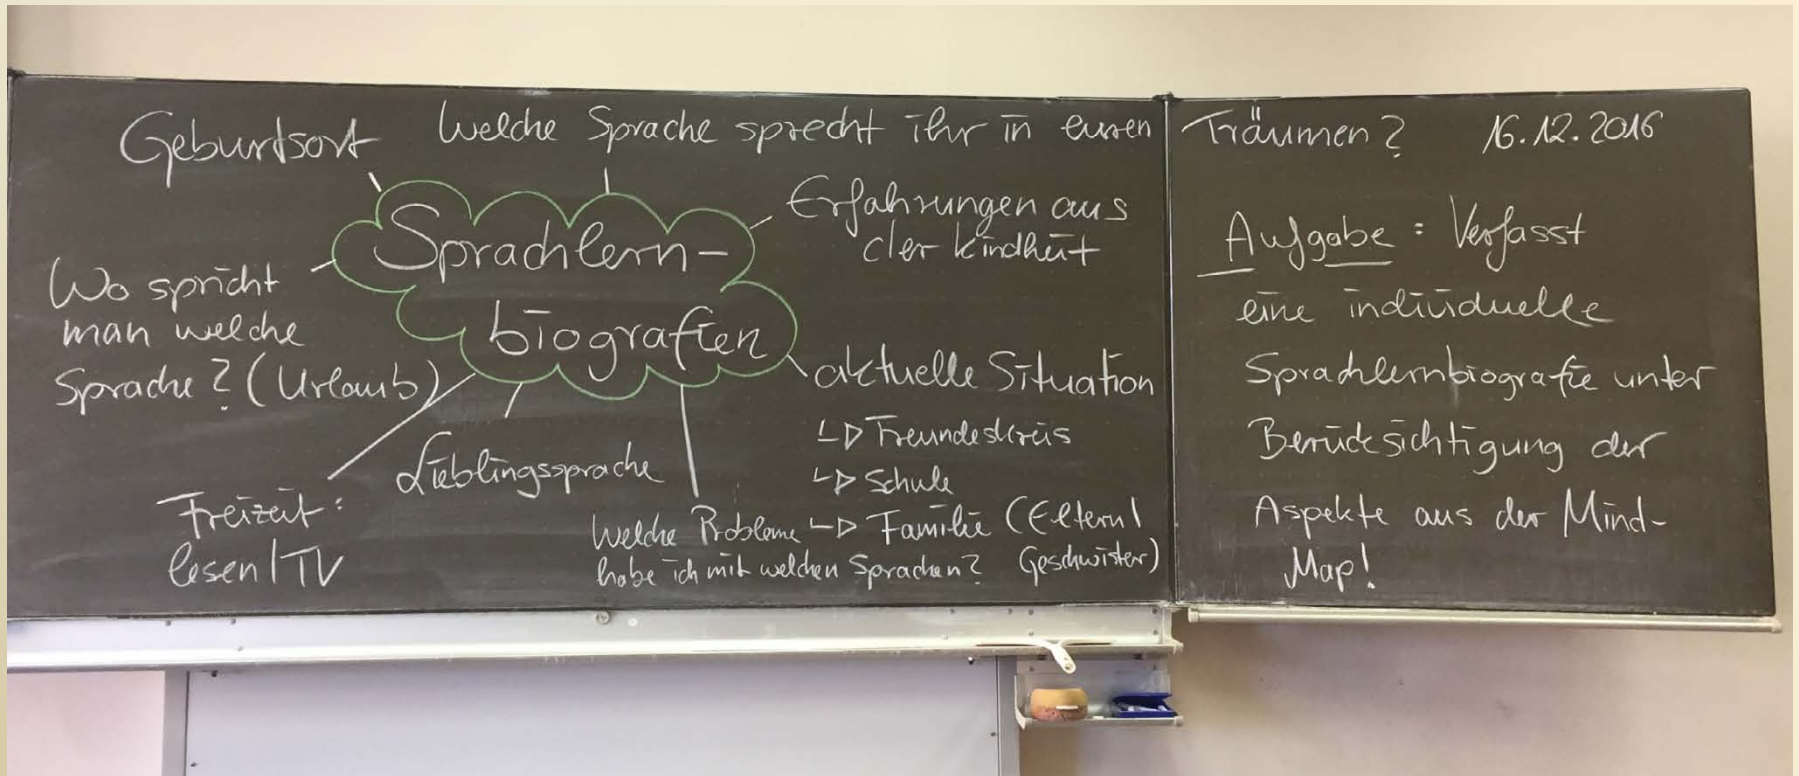 Geburtsort
Welche Sprache sprecht ihr in euren Träumen?
16.12.2016
Sprachlern-
biografien
Erfahrungen aus
der Kindheit
Wo spricht
man welche
Sprache? (Urlaub)
aktuelle Situation
↳ Freundeskreis
↳ Schule
↳ Familie (Eltern/
Geschwister)
Lieblingssprache
Freizeit:
lesen/TV
Welche Probleme
habe ich mit welchen Sprachen?
Aufgabe: Verfasst
eine individuelle
Sprachlernbiografie unter
Berücksichtigung der
Aspekte aus der Mind-
Map!